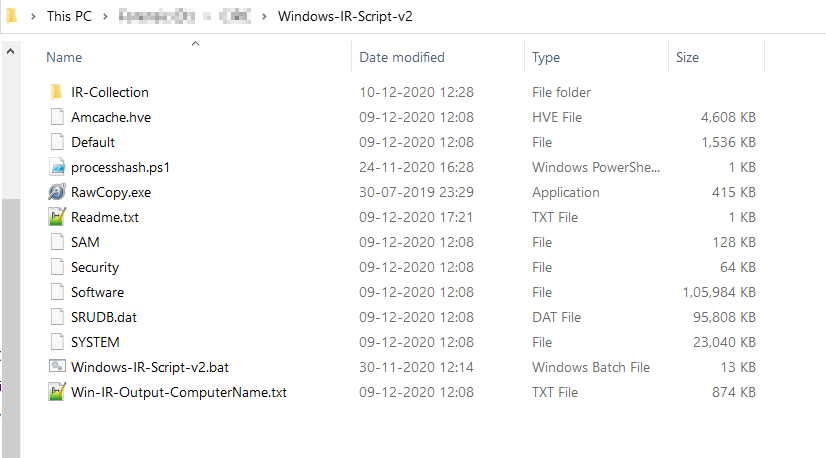 This PC > > Windows-IR-Script-v2
Name Date modified Type Size
IR-Collection 10-12-2020 12:28 File folder
Amcache.hve 09-12-2020 12:08 HVE File 4,608 KB
Default 09-12-2020 12:08 File 1,536 KB
processhash.ps1 24-11-2020 16:28 Windows PowerShe... 1 KB
RawCopy.exe 30-07-2019 23:29 Application 415 KB
Readme.txt 09-12-2020 17:21 TXT File 1 KB
SAM 09-12-2020 12:08 File 128 KB
Security 09-12-2020 12:08 File 64 KB
Software 09-12-2020 12:08 File 1,05,984 KB
SRUDB.dat 09-12-2020 12:08 DAT File 95,808 KB
SYSTEM 09-12-2020 12:08 File 23,040 KB
Windows-IR-Script-v2.bat 30-11-2020 12:14 Windows Batch File 13 KB
Win-IR-Output-ComputerName.txt 09-12-2020 12:08 TXT File 874 KB